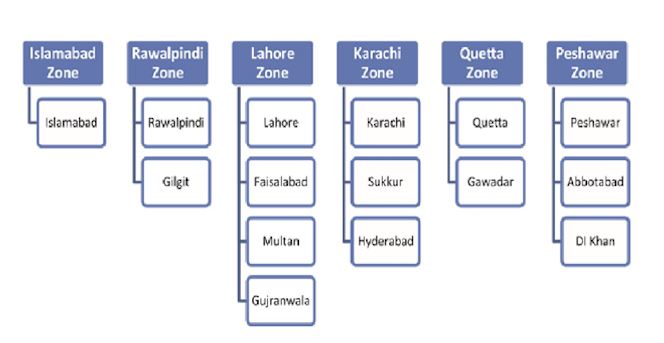 Islamabad
Zone
Islamabad
Rawalpindi
Zone
Rawalpindi
Gilgit
Lahore
Zone
Lahore
Faisalabad
Multan
Gujranwala
Karachi
Zone
Karachi
Sukkur
Hyderabad
Quetta
Zone
Quetta
Gawadar
Peshawar
Zone
Peshawar
Abbotabad
DI Khan